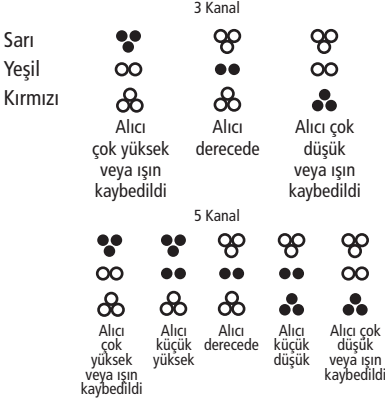 3 Kanal
Sarı
Yeşil
Kırmızı
Alıcı
çok yüksek
veya ışın
kaybedildi
Alıcı
derecede
Alıcı çok
düşük
veya ışın
kaybedildi
5 Kanal
Alıcı
çok
yüksek
veya ışın
kaybedildi
Alıcı
küçük
yüksek
Alıcı
derecede
Alıcı
küçük
düşük
Alıcı çok
düşük
veya ışın
kaybedildi